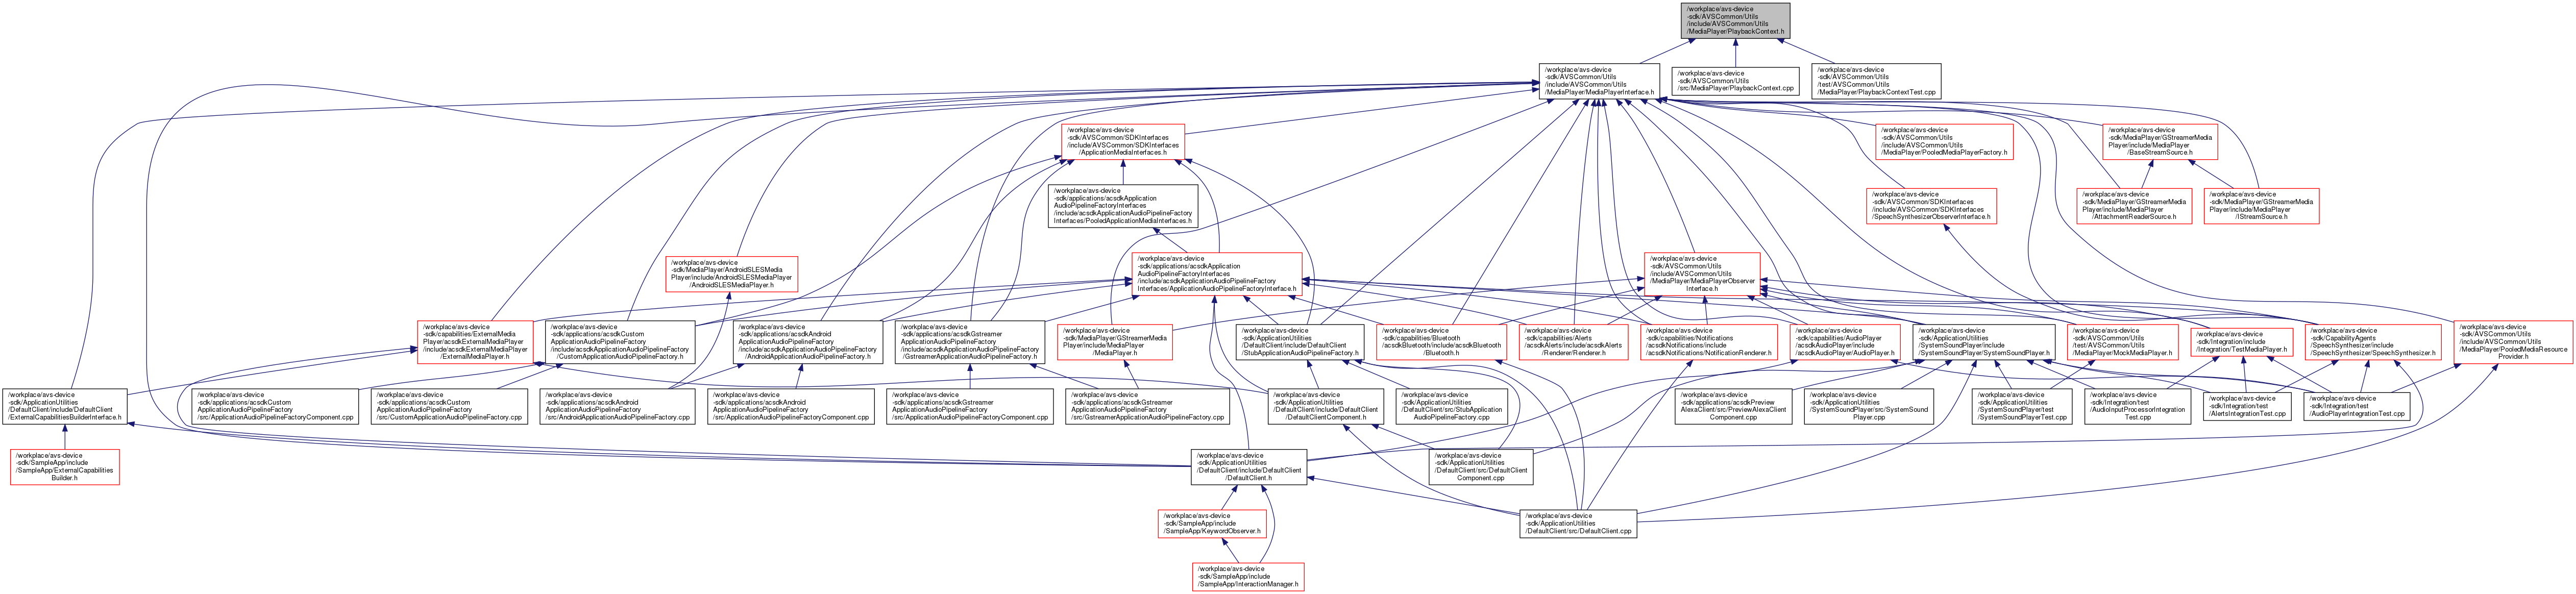 /workplace/avs-device
-sdk/AVSCommon/Utils
/include/AVSCommon/Utils
/MediaPlayer/PlaybackContext.h
/workplace/avs-device
-sdk/AVSCommon/Utils
/include/AVSCommon/Utils
/MediaPlayer/MediaPlayerInterface.h
/workplace/avs-device
-sdk/AVSCommon/Utils
/src/MediaPlayer/PlaybackContext.cpp
/workplace/avs-device
-sdk/AVSCommon/Utils
/test/AVSCommon/Utils
/MediaPlayer/PlaybackContextTest.cpp
/workplace/avs-device
-sdk/AVSCommon/SDKInterfaces
/include/AVSCommon/SDKInterfaces
/ApplicationMediaInterfaces.h
/workplace/avs-device
-sdk/AVSCommon/Utils
/include/AVSCommon/Utils
/MediaPlayer/PooledMediaPlayerFactory.h
/workplace/avs-device
-sdk/MediaPlayer/GStreamerMedia
Player/include/MediaPlayer
/BaseStreamSource.h
/workplace/avs-device
-sdk/applications/acsdkApplication
AudioPipelineFactoryInterfaces
/include/acsdkApplicationAudioPipelineFactory
Interfaces/PooledApplicationMediaInterfaces.h
/workplace/avs-device
-sdk/AVSCommon/SDKInterfaces
/include/AVSCommon/SDKInterfaces
/SpeechSynthesizerObserverInterface.h
/workplace/avs-device
-sdk/MediaPlayer/GStreamerMedia
Player/include/MediaPlayer
/AttachmentReaderSource.h
/workplace/avs-device
-sdk/MediaPlayer/GStreamerMedia
Player/include/MediaPlayer
/IStreamSource.h
/workplace/avs-device
-sdk/MediaPlayer/AndroidSLESMedia
Player/include/AndroidSLESMediaPlayer
/AndroidSLESMediaPlayer.h
/workplace/avs-device
-sdk/applications/acsdkApplication
AudioPipelineFactoryInterfaces
/include/acsdkApplicationAudioPipelineFactory
Interfaces/ApplicationAudioPipelineFactoryInterface.h
/workplace/avs-device
-sdk/AVSCommon/Utils
/include/AVSCommon/Utils
/MediaPlayer/MediaPlayerObserver
Interface.h
/workplace/avs-device
-sdk/capabilities/ExternalMedia
Player/acsdkExternalMediaPlayer
/include/acsdkExternalMediaPlayer
/ExternalMediaPlayer.h
/workplace/avs-device
-sdk/applications/acsdkCustom
ApplicationAudioPipelineFactory
/include/acsdkApplicationAudioPipelineFactory
/CustomApplicationAudioPipelineFactory.h
/workplace/avs-device
-sdk/applications/acsdkAndroid
ApplicationAudioPipelineFactory
/include/acsdkApplicationAudioPipelineFactory
/AndroidApplicationAudioPipelineFactory.h
/workplace/avs-device
-sdk/applications/acsdkGstreamer
ApplicationAudioPipelineFactory
/include/acsdkApplicationAudioPipelineFactory
/GstreamerApplicationAudioPipelineFactory.h
/workplace/avs-device
-sdk/MediaPlayer/GStreamerMedia
Player/include/MediaPlayer
/MediaPlayer.h
/workplace/avs-device
-sdk/ApplicationUtilities
/DefaultClient/include/DefaultClient
/StubApplicationAudioPipelineFactory.h
/workplace/avs-device
-sdk/capabilities/Bluetooth
/acsdkBluetooth/include/acsdkBluetooth
/Bluetooth.h
/workplace/avs-device
-sdk/capabilities/Alerts
/acsdkAlerts/include/acsdkAlerts
/Renderer/Renderer.h
/workplace/avs-device
-sdk/capabilities/Notifications
/acsdkNotifications/include
/acsdkNotifications/NotificationRenderer.h
/workplace/avs-device
-sdk/capabilities/AudioPlayer
/acsdkAudioPlayer/include
/acsdkAudioPlayer/AudioPlayer.h
/workplace/avs-device
-sdk/ApplicationUtilities
/SystemSoundPlayer/include
/SystemSoundPlayer/SystemSoundPlayer.h
/workplace/avs-device
-sdk/AVSCommon/Utils
/test/AVSCommon/Utils
/MediaPlayer/MockMediaPlayer.h
/workplace/avs-device
-sdk/Integration/include
/Integration/TestMediaPlayer.h
/workplace/avs-device
-sdk/CapabilityAgents
/SpeechSynthesizer/include
/SpeechSynthesizer/SpeechSynthesizer.h
/workplace/avs-device
-sdk/AVSCommon/Utils
/include/AVSCommon/Utils
/MediaPlayer/PooledMediaResource
Provider.h
/workplace/avs-device
-sdk/ApplicationUtilities
/DefaultClient/include/DefaultClient
/ExternalCapabilitiesBuilderInterface.h
/workplace/avs-device
-sdk/applications/acsdkCustom
ApplicationAudioPipelineFactory
/src/ApplicationAudioPipelineFactoryComponent.cpp
/workplace/avs-device
-sdk/applications/acsdkCustom
ApplicationAudioPipelineFactory
/src/CustomApplicationAudioPipelineFactory.cpp
/workplace/avs-device
-sdk/applications/acsdkAndroid
ApplicationAudioPipelineFactory
/src/AndroidApplicationAudioPipelineFactory.cpp
/workplace/avs-device
-sdk/applications/acsdkAndroid
ApplicationAudioPipelineFactory
/src/ApplicationAudioPipelineFactoryComponent.cpp
/workplace/avs-device
-sdk/applications/acsdkGstreamer
ApplicationAudioPipelineFactory
/src/ApplicationAudioPipelineFactoryComponent.cpp
/workplace/avs-device
-sdk/applications/acsdkGstreamer
ApplicationAudioPipelineFactory
/src/GstreamerApplicationAudioPipelineFactory.cpp
/workplace/avs-device
-sdk/ApplicationUtilities
/DefaultClient/include/DefaultClient
/DefaultClientComponent.h
/workplace/avs-device
-sdk/ApplicationUtilities
/DefaultClient/src/StubApplication
AudioPipelineFactory.cpp
/workplace/avs-device
-sdk/applications/acsdkPreview
AlexaClient/src/PreviewAlexaClient
Component.cpp
/workplace/avs-device
-sdk/ApplicationUtilities
/SystemSoundPlayer/src/SystemSound
Player.cpp
/workplace/avs-device
-sdk/ApplicationUtilities
/SystemSoundPlayer/test
/SystemSoundPlayerTest.cpp
/workplace/avs-device
-sdk/Integration/test
/AudioInputProcessorIntegration
Test.cpp
/workplace/avs-device
-sdk/Integration/test
/AlertsIntegrationTest.cpp
/workplace/avs-device
-sdk/Integration/test
/AudioPlayerIntegrationTest.cpp
/workplace/avs-device
-sdk/SampleApp/include
/SampleApp/ExternalCapabilities
Builder.h
/workplace/avs-device
-sdk/ApplicationUtilities
/DefaultClient/include/DefaultClient
/DefaultClient.h
/workplace/avs-device
-sdk/ApplicationUtilities
/DefaultClient/src/DefaultClient
Component.cpp
/workplace/avs-device
-sdk/SampleApp/include
/SampleApp/KeywordObserver.h
/workplace/avs-device
-sdk/ApplicationUtilities
/DefaultClient/src/DefaultClient.cpp
/workplace/avs-device
-sdk/SampleApp/include
/SampleApp/InteractionManager.h